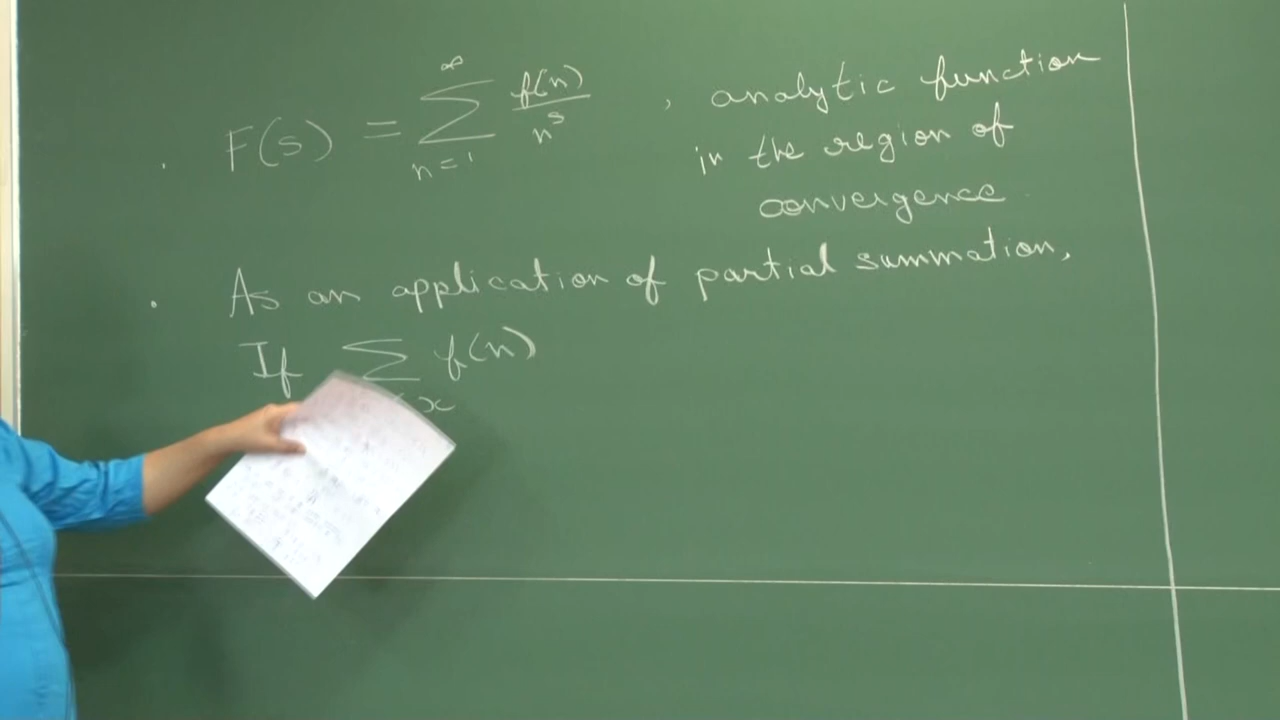 . F(s) = ∑_{n=1}^{∞} f(n)/n^s , analytic function
in the region of
convergence
. As an application of partial summation,
If ∑ f(n)
x